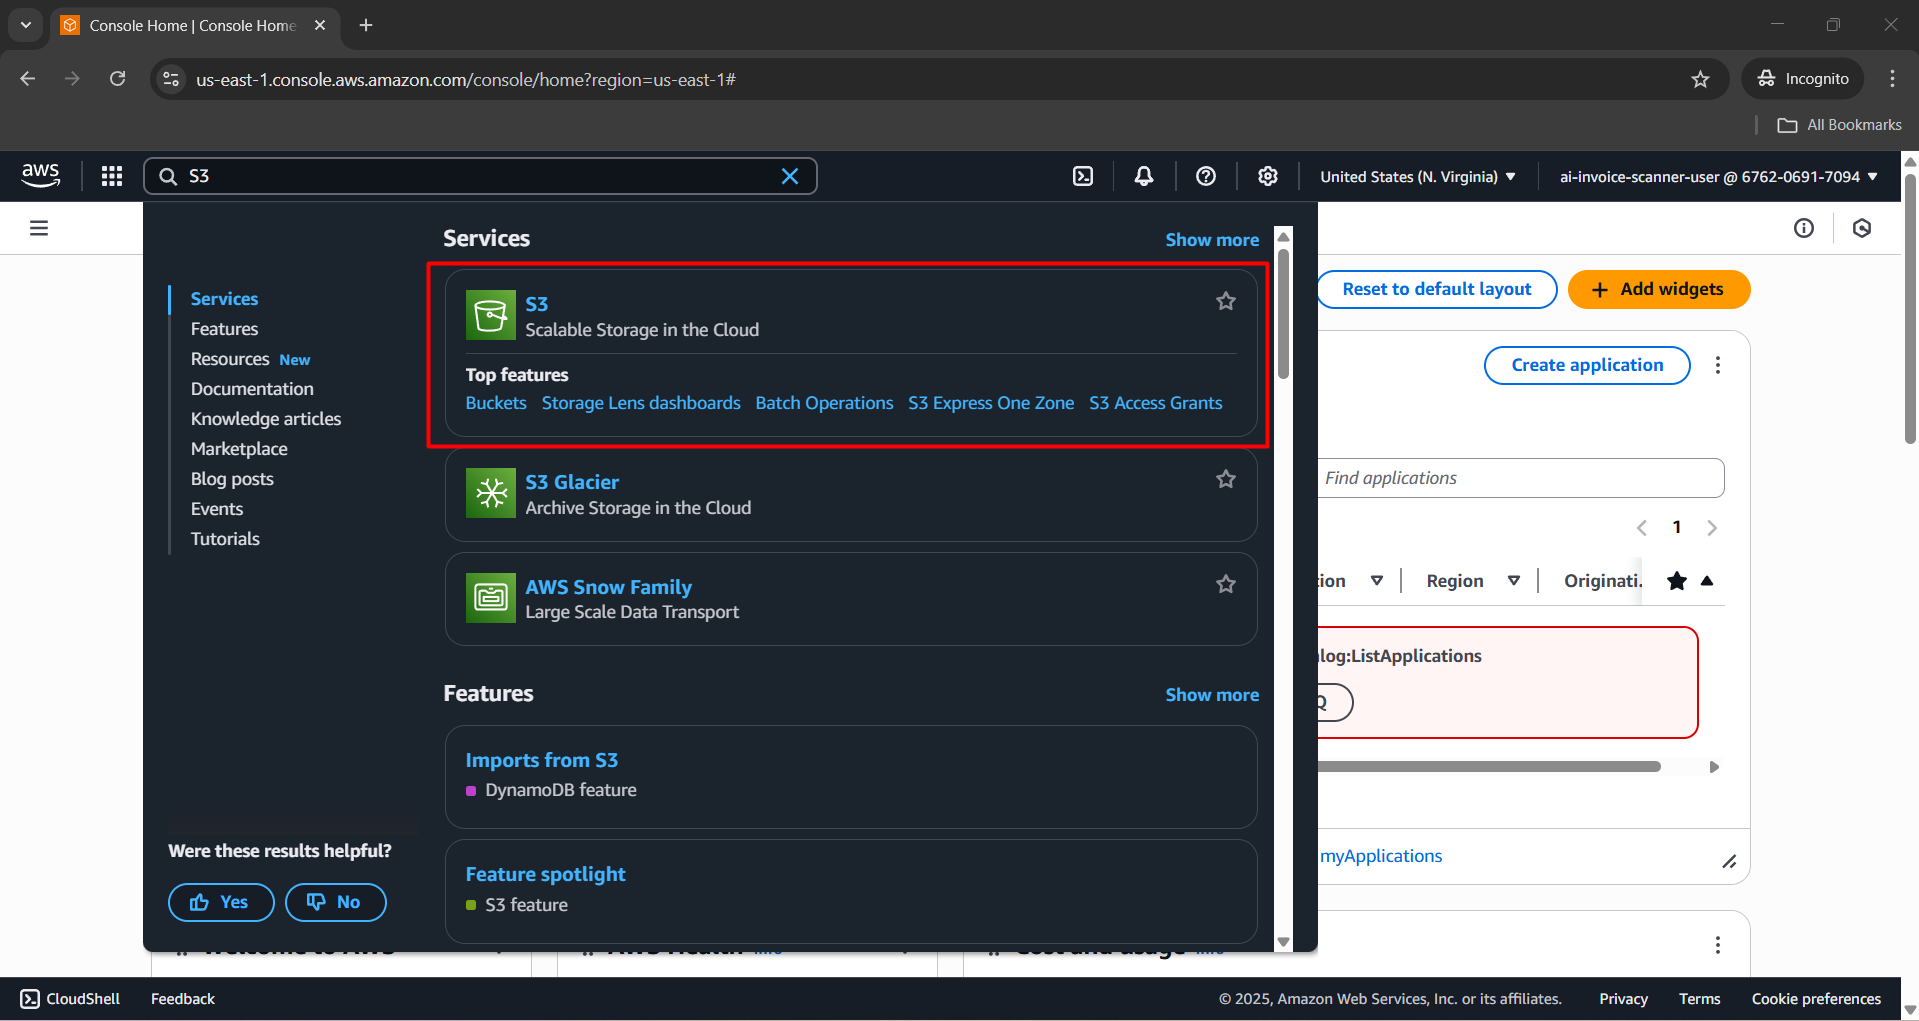 Console Home | Console Home
us-east-1.console.aws.amazon.com/console/home?region=us-east-1#
Incognito
All Bookmarks
aws
S3
United States (N. Virginia)
ai-invoice-scanner-user @ 6762-0691-7094
Services
Features
Resources New
Documentation
Knowledge articles
Marketplace
Blog posts
Events
Tutorials
Were these results helpful?
Yes
No
Services
Show more
S3
Scalable Storage in the Cloud
Top features
Buckets Storage Lens dashboards Batch Operations S3 Express One Zone S3 Access Grants
S3 Glacier
Archive Storage in the Cloud
AWS Snow Family
Large Scale Data Transport
Features
Show more
Imports from S3
DynamoDB feature
Feature spotlight
S3 feature
Reset to default layout
Add widgets
Create application
Find applications
1
Region
Originati.
log:ListApplications
myApplications
CloudShell
Feedback
© 2025, Amazon Web Services, Inc. or its affiliates.
Privacy
Terms
Cookie preferences